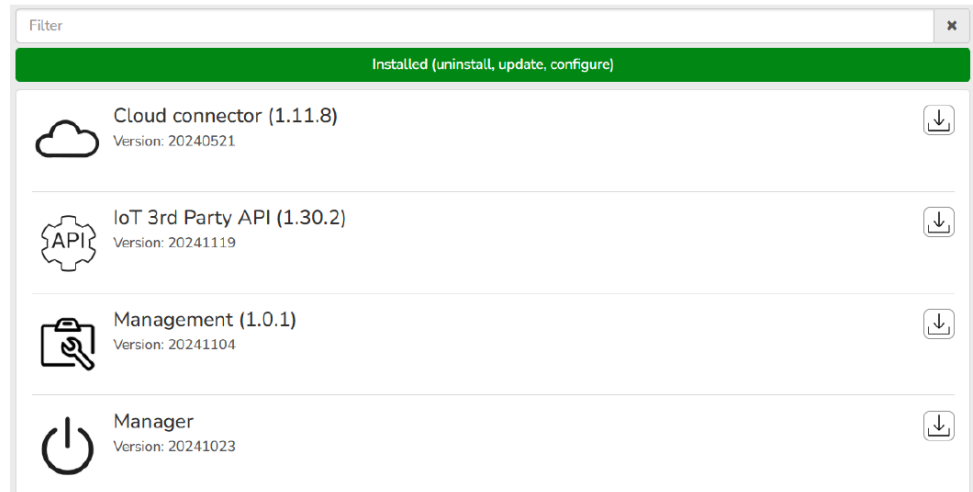 Filter
Installed (uninstall, update, configure)
Cloud connector (1.11.8)
Version: 20240521
IoT 3rd Party API (1.30.2)
API
Version: 20241119
Management (1.0.1)
Version: 20241104
Manager
Version: 20241023